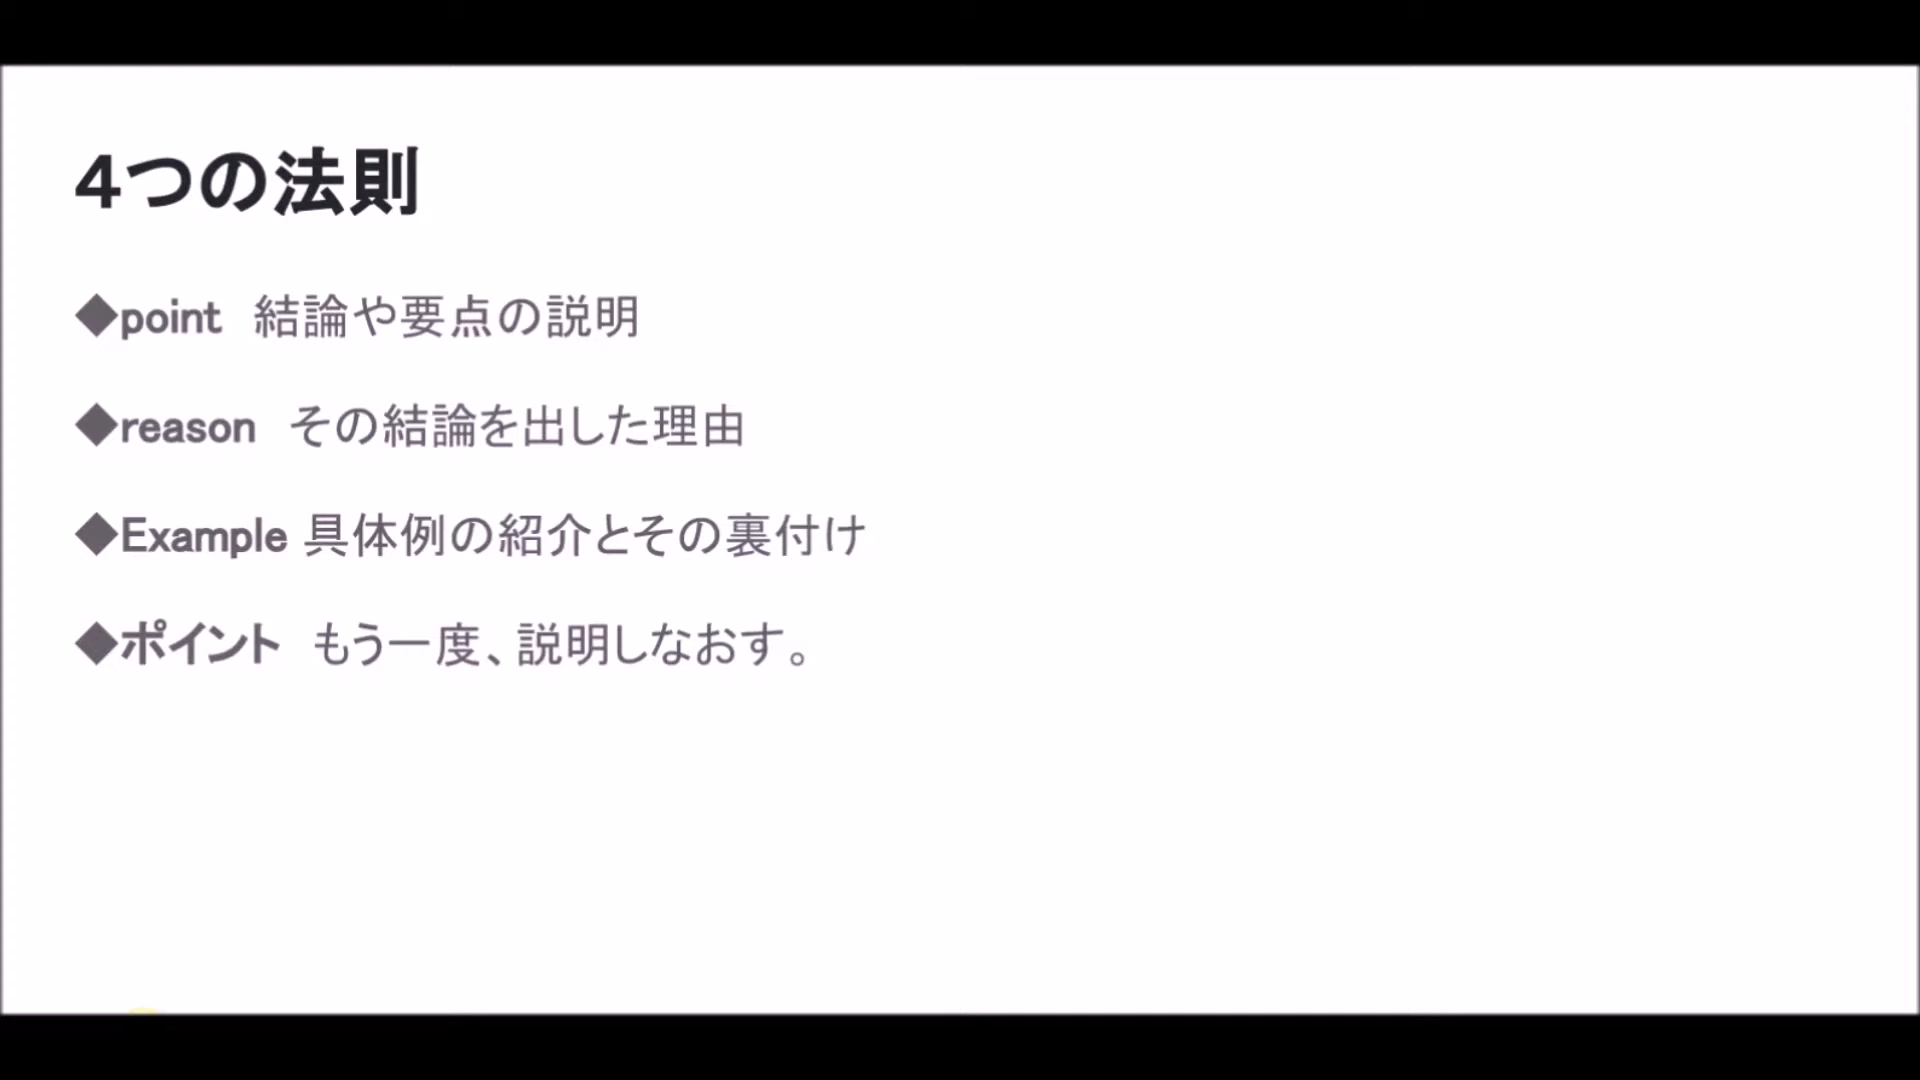 ４つの法則
◆point　結論や要点の説明
◆reason　その結論を出した理由
◆Example 具体例の紹介とその裏付け
◆ポイント　もう一度、説明しなおす。